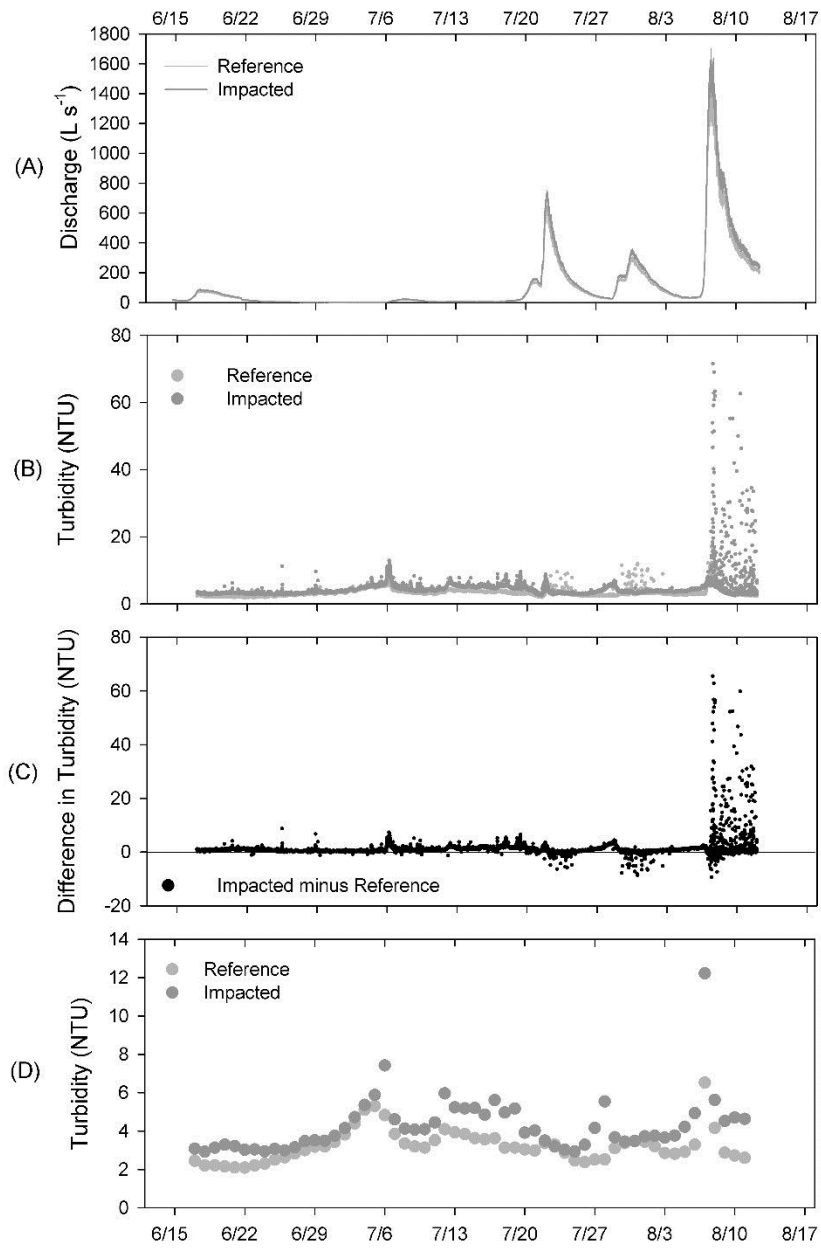 6/15 6/22 6/29 7/6 7/13 7/20 7/27 8/3 8/10 8/17
(A)
Discharge (L s⁻¹)
1800
1600
1400
1200
1000
800
600
400
200
0
Reference
Impacted
(B)
Turbidity (NTU)
80
60
40
20
0
Reference
Impacted
(C)
Difference in Turbidity (NTU)
80
60
40
20
0
-20
Impacted minus Reference
(D)
Turbidity (NTU)
14
12
10
8
6
4
2
0
Reference
Impacted
6/15 6/22 6/29 7/6 7/13 7/20 7/27 8/3 8/10 8/17